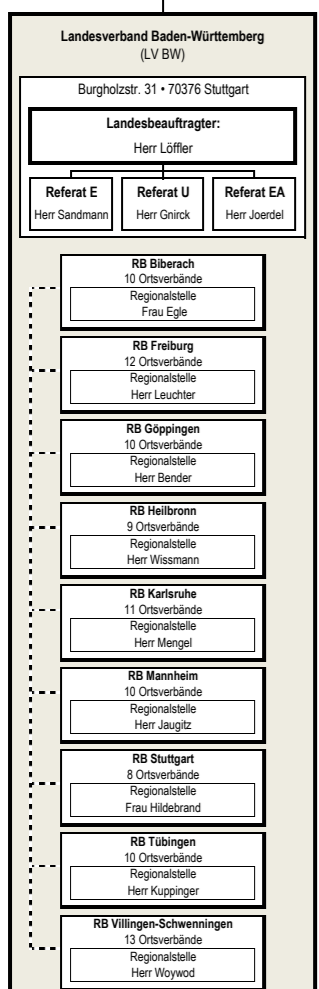 Landesverband Baden-Württemberg
(LV BW)
Burgholzstr. 31 • 70376 Stuttgart
Landesbeauftragter:
Herr Löffler
Referat E
Herr Sandmann
Referat U
Herr Gnirck
Referat EA
Herr Joerdel
RB Biberach
10 Ortsverbände
Regionalstelle
Frau Egle
RB Freiburg
12 Ortsverbände
Regionalstelle
Herr Leuchter
RB Göppingen
10 Ortsverbände
Regionalstelle
Herr Bender
RB Heilbronn
9 Ortsverbände
Regionalstelle
Herr Wissmann
RB Karlsruhe
11 Ortsverbände
Regionalstelle
Herr Mengel
RB Mannheim
10 Ortsverbände
Regionalstelle
Herr Jaugitz
RB Stuttgart
8 Ortsverbände
Regionalstelle
Frau Hildebrand
RB Tübingen
10 Ortsverbände
Regionalstelle
Herr Kuppinger
RB Villingen-Schwenningen
13 Ortsverbände
Regionalstelle
Herr Woywod